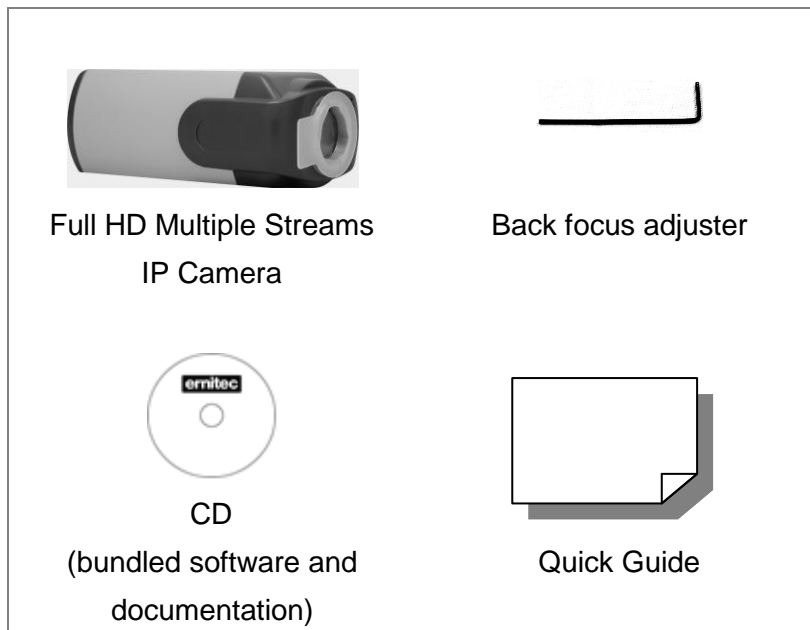 Full HD Multiple Streams
IP Camera
Back focus adjuster
ernitec
CD
(bundled software and
documentation)
Quick Guide